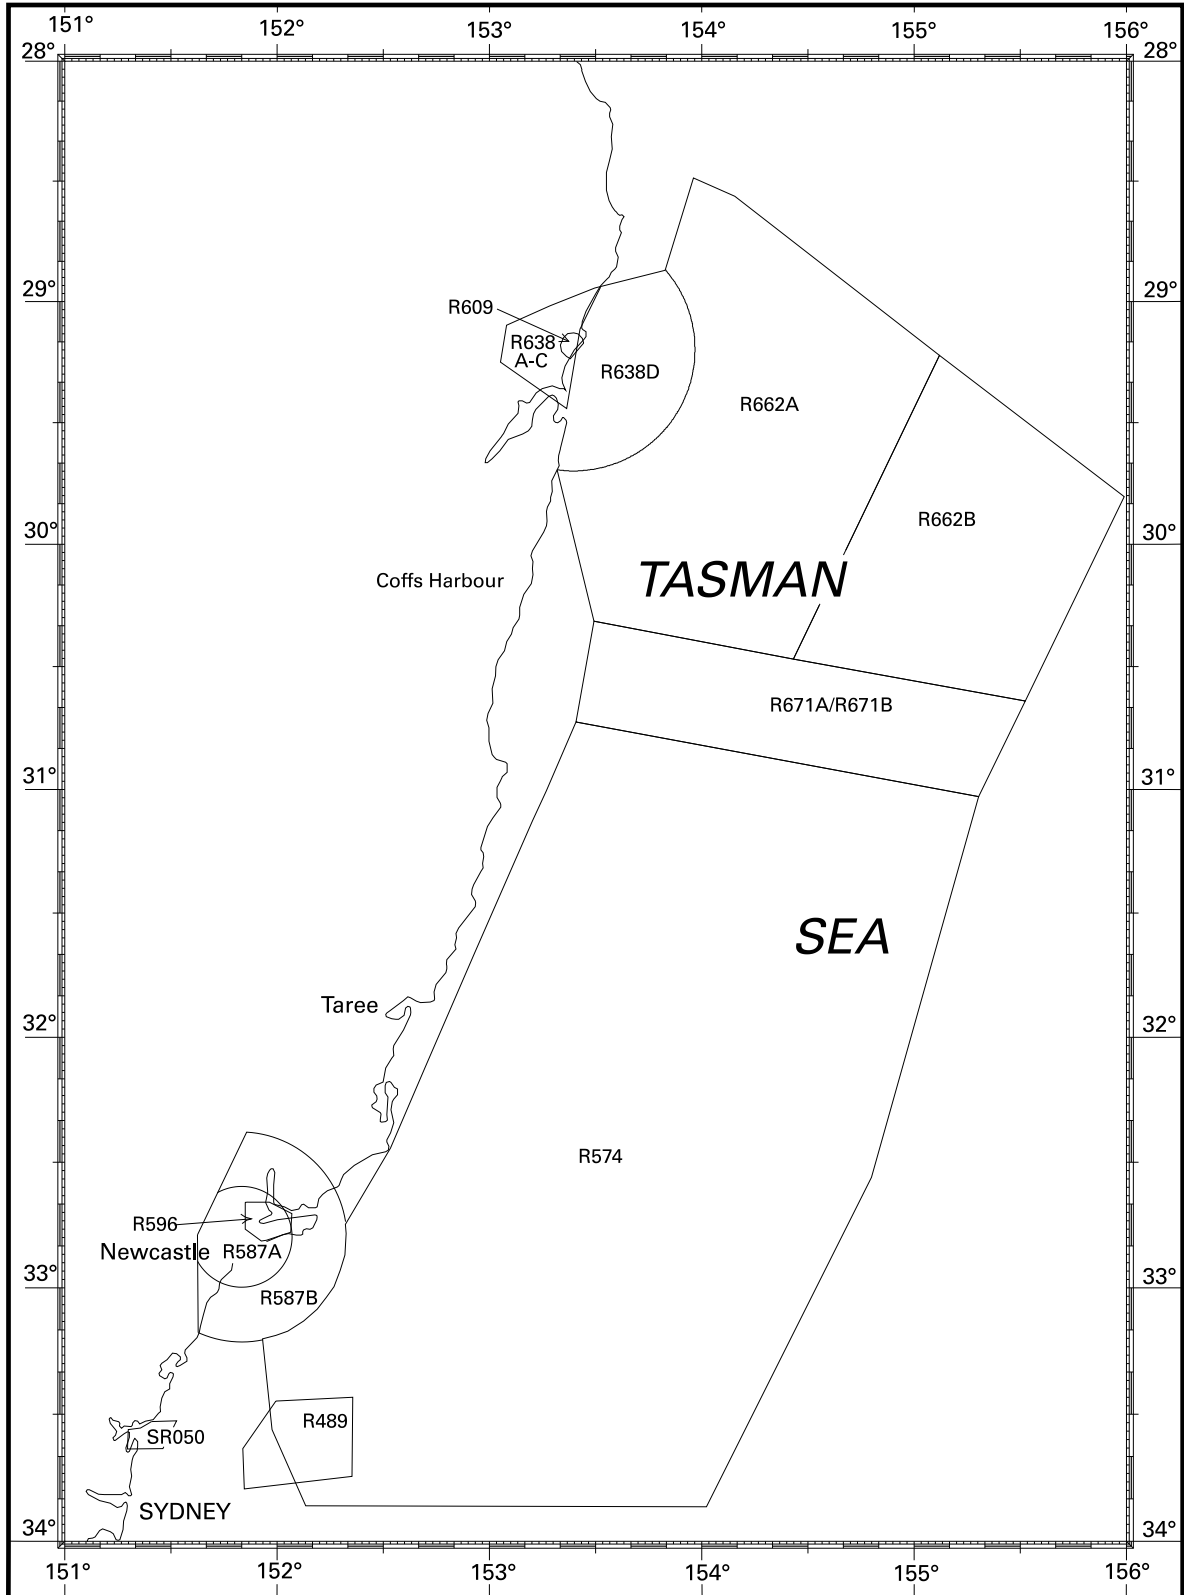 151° 152° 153° 154° 155° 156°
28° 28°
29° 29°
R609
R638
A-C
R638D
R662A
R662B
30° 30°
TASMAN
Coffs Harbour
R671A/R671B
31° 31°
SEA
Taree
32° 32°
R574
R596
Newcastle R587A
33° 33°
R587B
R489
SR050
SYDNEY
34° 34°
151° 152° 153° 154° 155° 156°